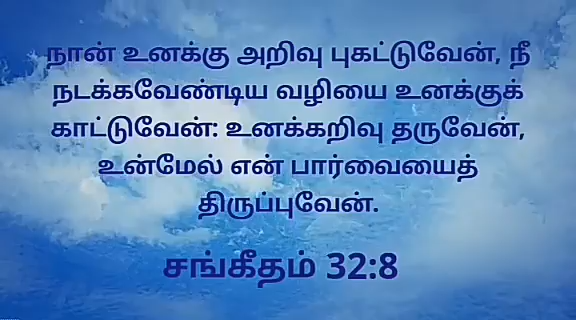 நான் உனக்கு அறிவு புகட்டுவேன், நீ
நடக்கவேண்டிய வழியை உனக்குக்
காட்டுவேன்: உனக்கறிவு தருவேன்,
உன்மேல் என் பார்வையைத்
திருப்புவேன்.
சங்கீதம் 32:8